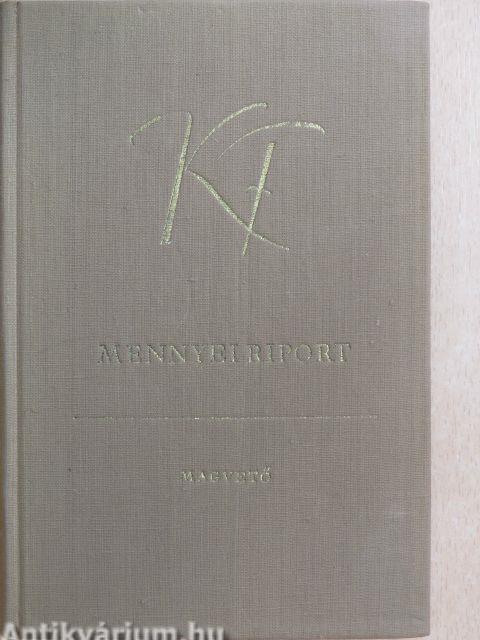 KF
MENNYEI RIPORT
MAGVETŐ
Antikvárium.hu